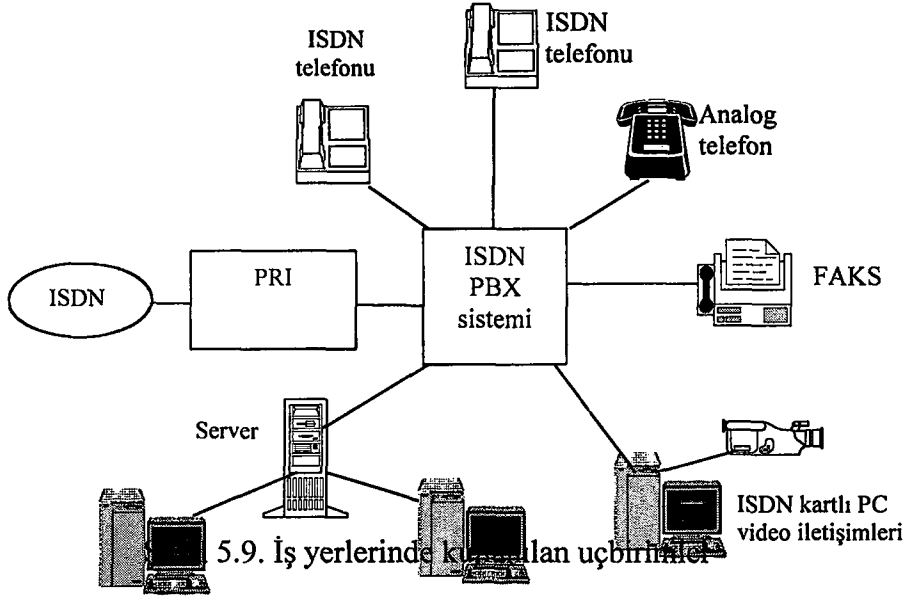 ISDN
telefonu
ISDN
telefonu
Analog
telefon
ISDN
PRI
ISDN
PBX
sistemi
FAKS
Server
ISDN kartlı PC
video iletişimleri
5.9. İş yerlerinde